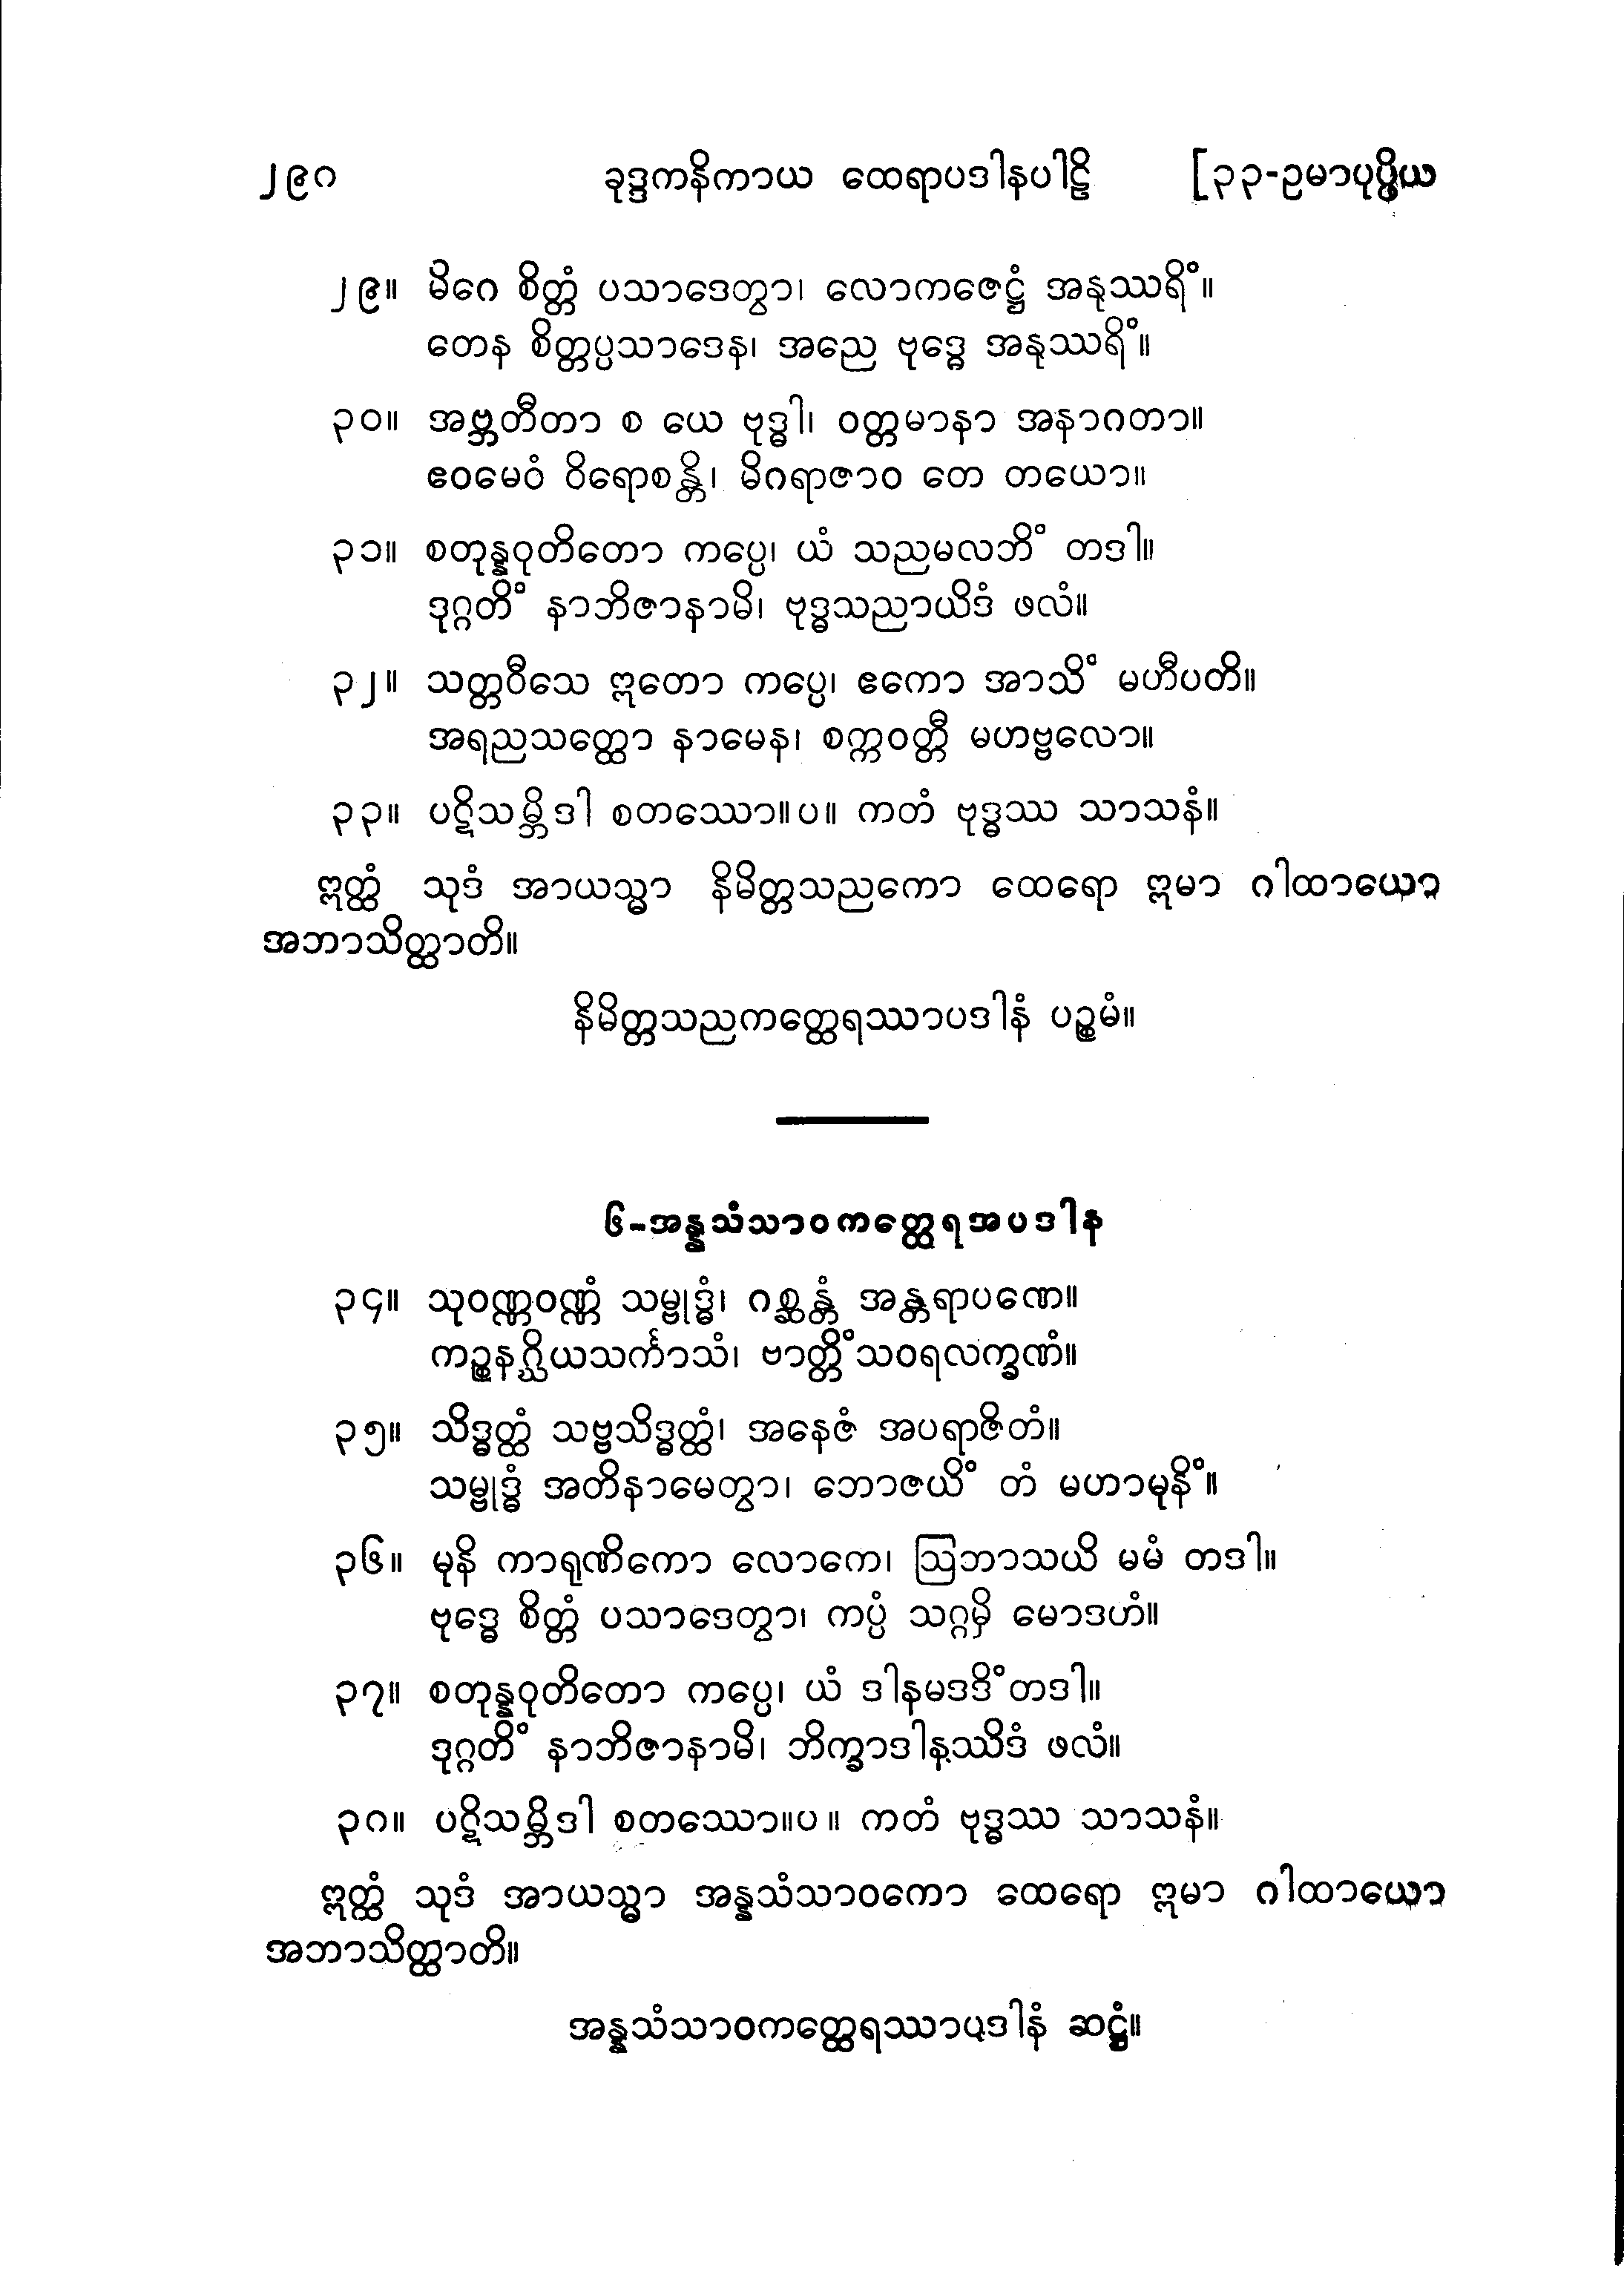 ၂၉၈ ခုဒ္ဒကနိကာယ ထေရာပဒါနပါဠိ [၃၃-ဥမာပုပ္ဖိယ
၂၉။ မိဂေ စိတ္တံ ပသာဒေတွာ၊ လောကဇေဋ္ဌံ အနုဿရိံ။
တေန စိတ္တပ္ပသာဒေန၊ အညေ ဗုဒ္ဓေ အနုဿရိံ။
၃၀။ အဗ္ဘတီတာ စ ယေ ဗုဒ္ဓါ၊ ဝတ္တမာနာ အနာဂတာ။
ဧဝမေဝံ ဝိရောစန္တိ၊ မိဂရာဇာဝ တေ တယော။
၃၁။ စတုန္နဝုတိတော ကပ္ပေ၊ ယံ သညမလဘိံ တဒါ။
ဒုဂ္ဂတိံ နာဘိဇာနာမိ၊ ဗုဒ္ဓသညာယိဒံ ဖလံ။
၃၂။ သတ္တဝီသေ ဣတော ကပ္ပေ၊ ဧကော အာသိံ မဟီပတိ။
အရညသတ္ထော နာမေန၊ စက္ကဝတ္တီ မဟဗ္ဗလော။
၃၃။ ပဋိသမ္ဘိဒါ စတဿော။ပ။ ကတံ ဗုဒ္ဓဿ သာသနံ။
ဣတ္ထံ သုဒံ အာယသ္မာ နိမိတ္တသညကော ထေရော ဣမာ ဂါထာယော
အဘာသိတ္ထာတိ။
နိမိတ္တသညကတ္ထေရဿာပဒါနံ ပဉ္စမံ။
၆-အန္နသံသာဝကတ္ထေရအပဒါန
၃၄။ သုဝဏ္ဏဝဏ္ဏံ သမ္ဗုဒ္ဓံ၊ ဂစ္ဆန္တံ အန္တရာပဏေ။
ကဉ္စနဂ္ဃိယသင်္ကာသံ၊ ဗာတ္တိံသဝရလက္ခဏံ။
၃၅။ သိဒ္ဓတ္ထံ သဗ္ဗသိဒ္ဓတ္ထံ၊ အနေဇံ အပရာဇိတံ။
သမ္ဗုဒ္ဓံ အတိနာမေတွာ၊ ဘောဇယိံ တံ မဟာမုနိံ။
၃၆။ မုနိ ကာရုဏိကော လောကေ၊ ဩဘာသယိ မမံ တဒါ။
ဗုဒ္ဓေ စိတ္တံ ပသာဒေတွာ၊ ကပ္ပံ သဂ္ဂမှိ မောဒဟံ။
၃၇။ စတုန္နဝုတိတော ကပ္ပေ၊ ယံ ဒါနမဒဒိံ တဒါ။
ဒုဂ္ဂတိံ နာဘိဇာနာမိ၊ ဘိက္ခာဒါနဿိဒံ ဖလံ။
၃၈။ ပဋိသမ္ဘိဒါ စတဿော။ပ။ ကတံ ဗုဒ္ဓဿ သာသနံ။
ဣတ္ထံ သုဒံ အာယသ္မာ အန္နသံသာဝကော ထေရော ဣမာ ဂါထာယော
အဘာသိတ္ထာတိ။
အန္နသံသာဝကတ္ထေရဿာပဒါနံ ဆဋ္ဌံ။